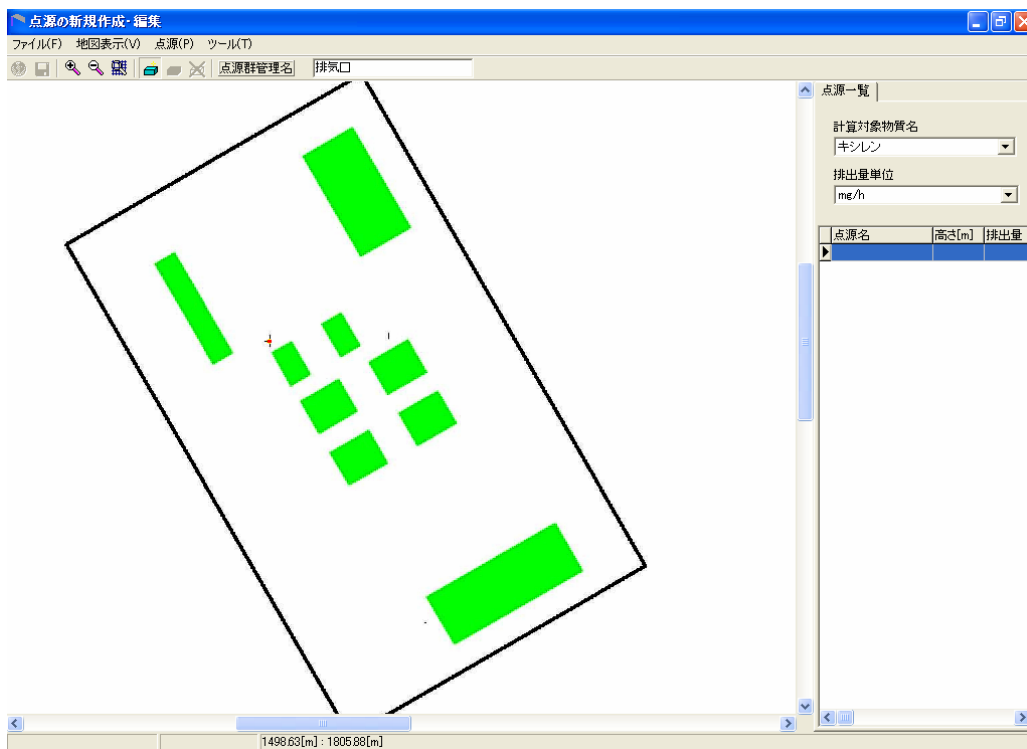 点源の新規作成・編集
ファイル(F) 地図表示(V) 点源(P) ツール(T)
点源群管理名 排気口
点源一覧
計算対象物質名
キシレン
排出量単位
mg/h
点源名 高さ[m] 排出量
1498.63[m] : 1805.88[m]